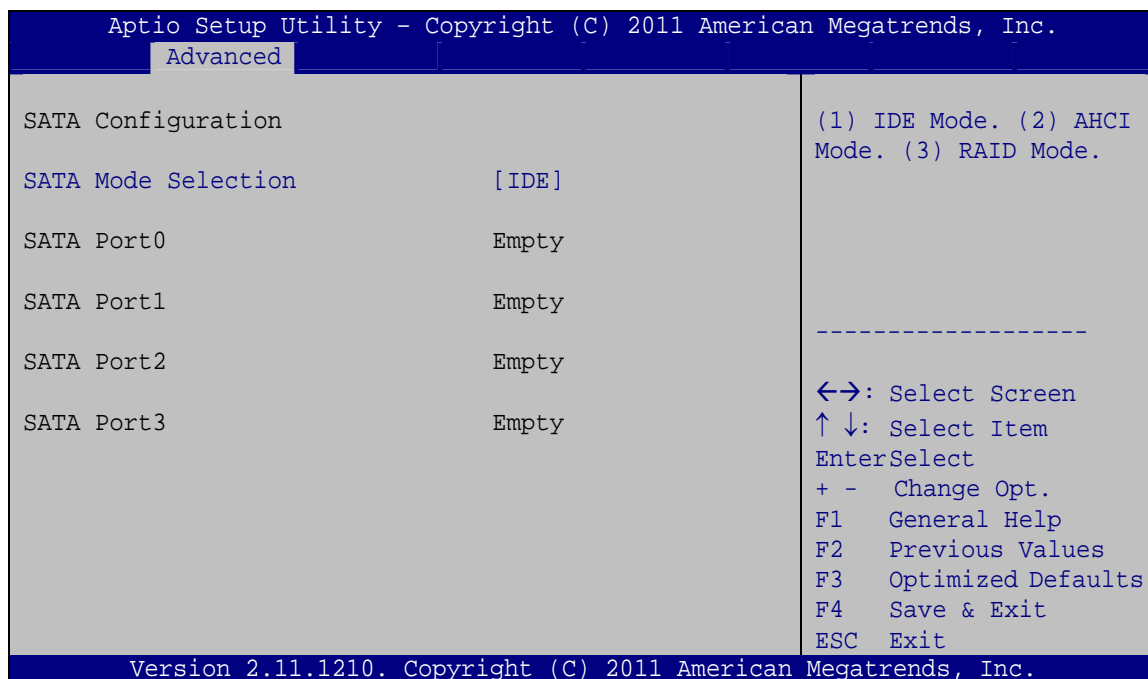 Aptio Setup Utility – Copyright (C) 2011 American Megatrends, Inc.
Advanced
SATA Configuration
SATA Mode Selection [IDE]
SATA Port0 Empty
SATA Port1 Empty
SATA Port2 Empty
SATA Port3 Empty
(1) IDE Mode. (2) AHCI
Mode. (3) RAID Mode.
-------------------
←→: Select Screen
↑ ↓: Select Item
EnterSelect
+ - Change Opt.
F1 General Help
F2 Previous Values
F3 Optimized Defaults
F4 Save & Exit
ESC Exit
Version 2.11.1210. Copyright (C) 2011 American Megatrends, Inc.